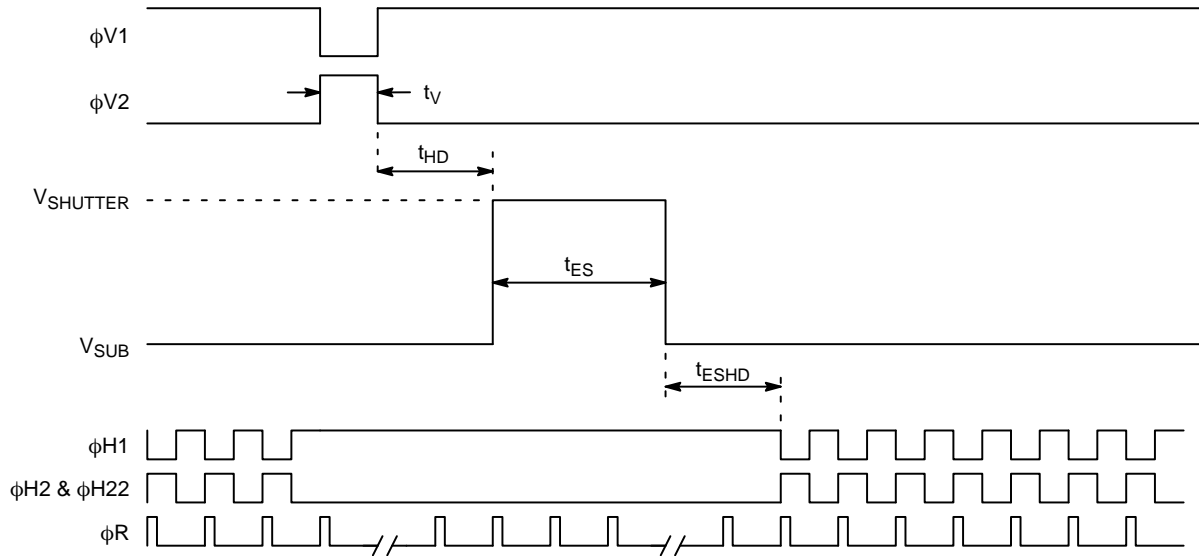 ϕV1
ϕV2
tV
tHD
VSHUTTER
tES
VSUB
tESHD
ϕH1
ϕH2 & ϕH22
ϕR